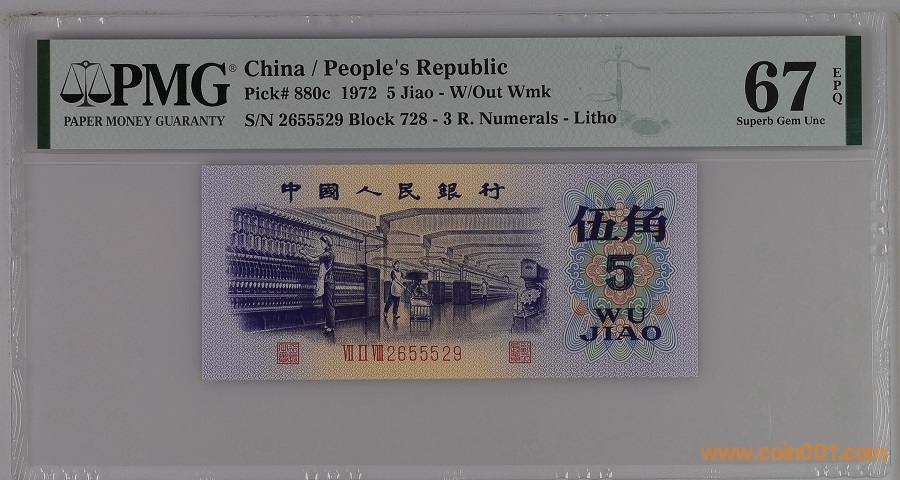 PMG®
PAPER MONEY GUARANTY
China / People's Republic
Pick# 880c 1972 5 Jiao - W/Out Wmk
S/N 2655529 Block 728 - 3 R. Numerals - Litho
67
EPQ
Superb Gem Unc
中國人民銀行
伍角
5
WU
JIAO
VII II VIII 2655529
www.coin001.com